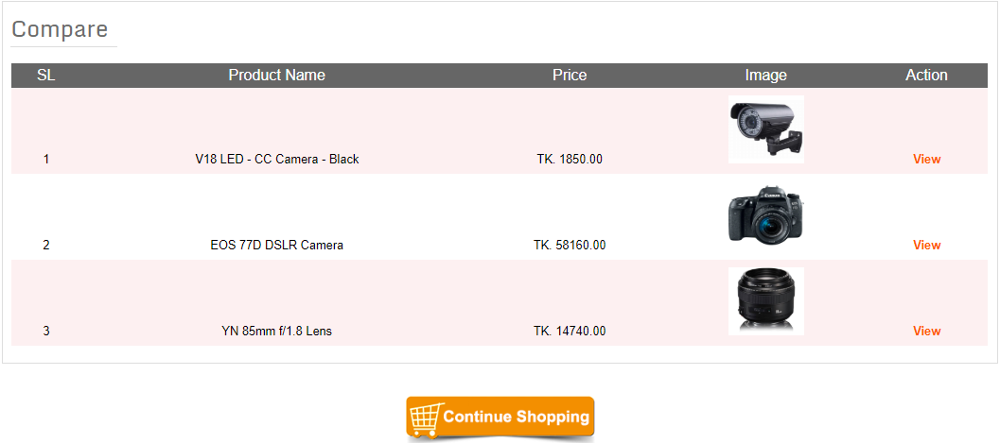 Compare
SL Product Name Price Image Action
1 V18 LED - CC Camera - Black TK. 1850.00 View
Canon
2 EOS 77D DSLR Camera TK. 58160.00 View
3 YN 85mm f/1.8 Lens TK. 14740.00 View
Continue Shopping